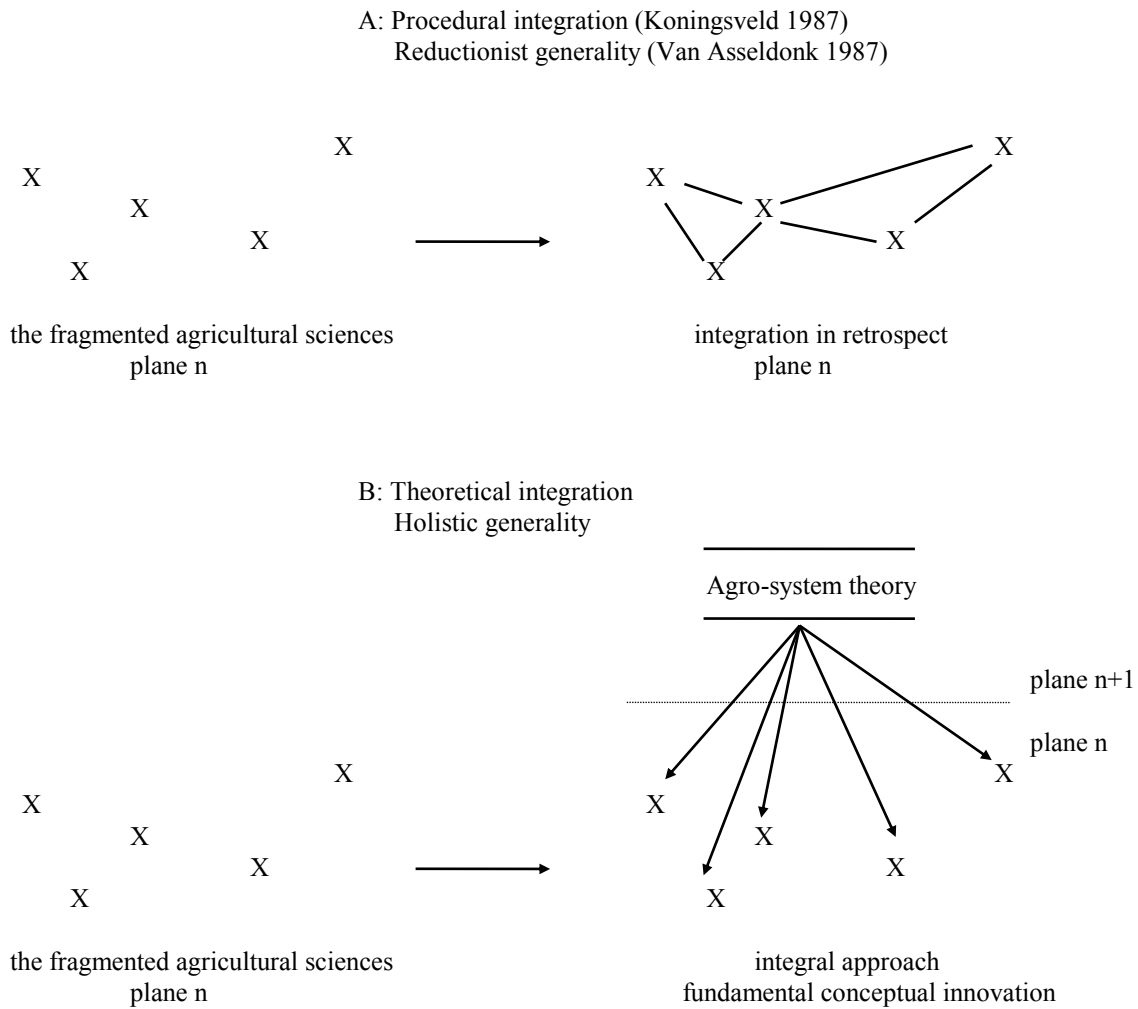 A: Procedural integration (Koningsveld 1987)
Reductionist generality (Van Asseldonk 1987)
X
X
X
X
X
X
X
X
X
X
the fragmented agricultural sciences
plane n
integration in retrospect
plane n
B: Theoretical integration
Holistic generality
Agro-system theory
plane n+1
plane n
X
X
X
X
X
X
X
X
X
X
the fragmented agricultural sciences
plane n
integral approach
fundamental conceptual innovation